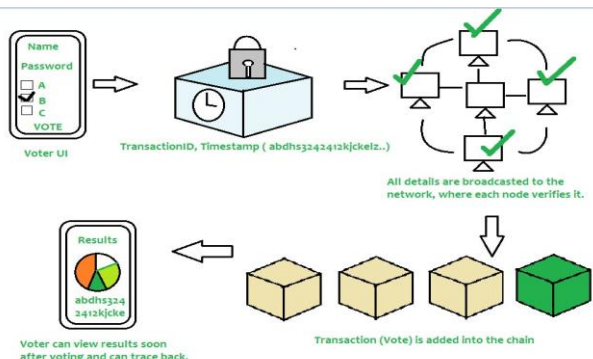 Name
Password
A
B
C
VOTE
Voter UI
TransactionID, Timestamp ( abdhs3242412kjckelz..)
All details are broadcasted to the
network, where each node verifies it.
Results
abdhs324
2412kjcke
Voter can view results soon
after voting and can trace back.
Transaction (Vote) is added into the chain